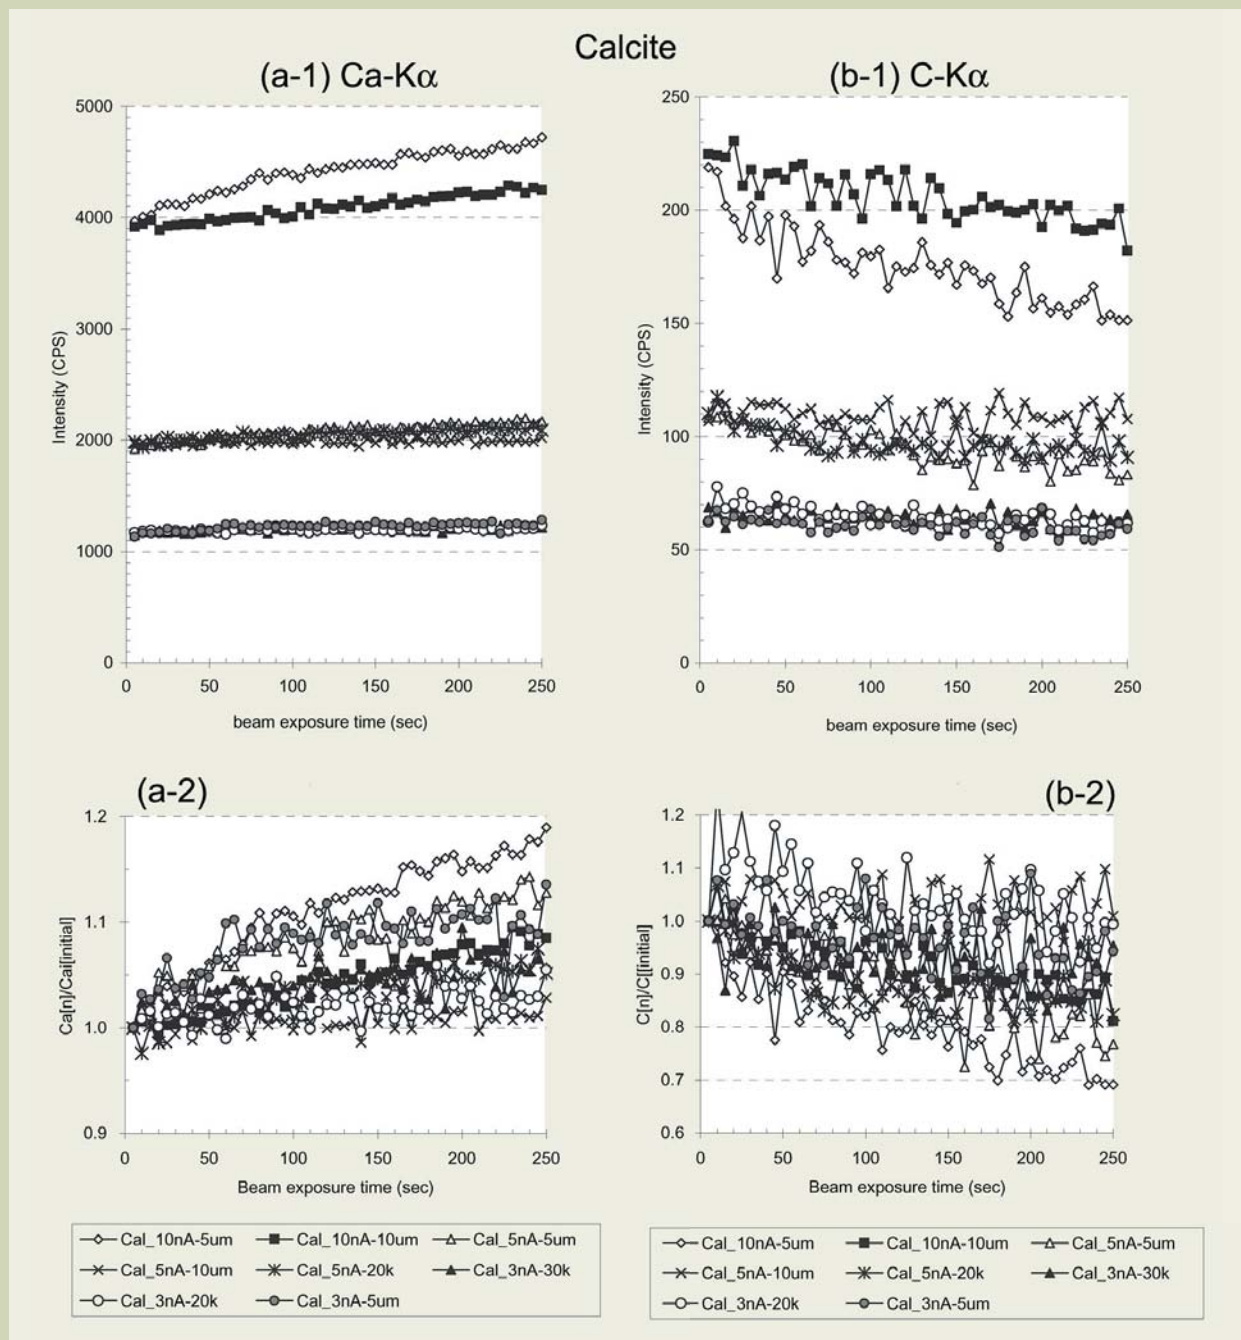 Calcite
(a-1) Ca-Kα
(b-1) C-Kα
5000
4000
3000
2000
1000
0
Intensity (CPS)
0 50 100 150 200 250
beam exposure time (sec)
250
200
150
100
50
0
Intensity (CPS)
0 50 100 150 200 250
beam exposure time (sec)
(a-2)
1.2
1.1
1.0
0.9
Ca[n]/Cai[initial]
0 50 100 150 200 250
Beam exposure time (sec)
(b-2)
1.2
1.1
1.0
0.9
0.8
0.7
0.6
C[n]/C[[initial]
0 50 100 150 200 250
Beam exposure time (sec)
Cal_10nA-5um Cal_10nA-10um Cal_5nA-5um
Cal_5nA-10um Cal_5nA-20k Cal_3nA-30k
Cal_3nA-20k Cal_3nA-5um
Cal_10nA-5um Cal_10nA-10um Cal_5nA-5um
Cal_5nA-10um Cal_5nA-20k Cal_3nA-30k
Cal_3nA-20k Cal_3nA-5um